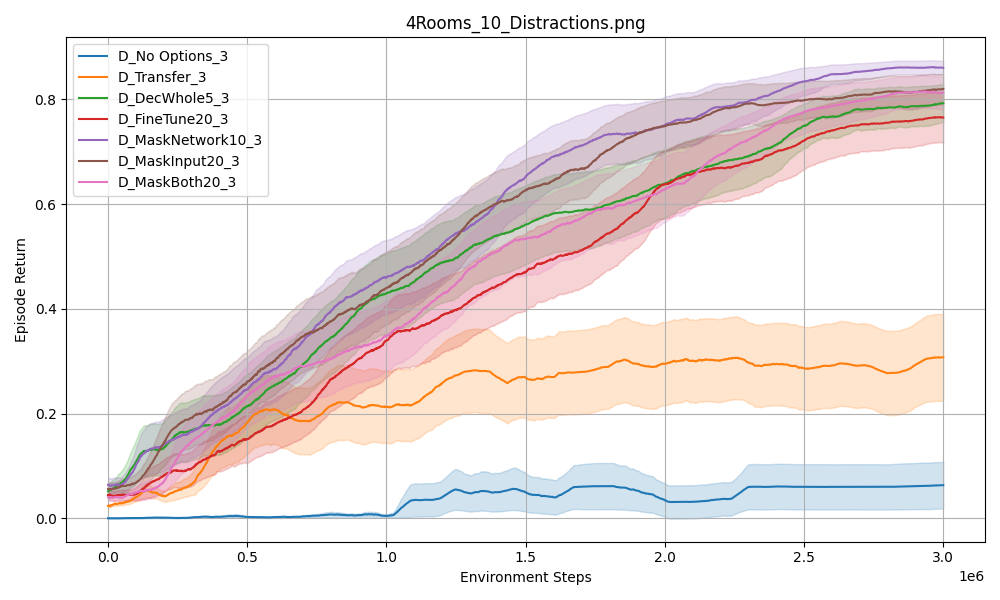 4Rooms_10_Distractions.png
D_No Options_3
D_Transfer_3
D_DecWhole5_3
D_FineTune20_3
D_MaskNetwork10_3
D_MaskInput20_3
D_MaskBoth20_3
Episode Return
0.8
0.6
0.4
0.2
0.0
0.0 0.5 1.0 1.5 2.0 2.5 3.0
1e6
Environment Steps